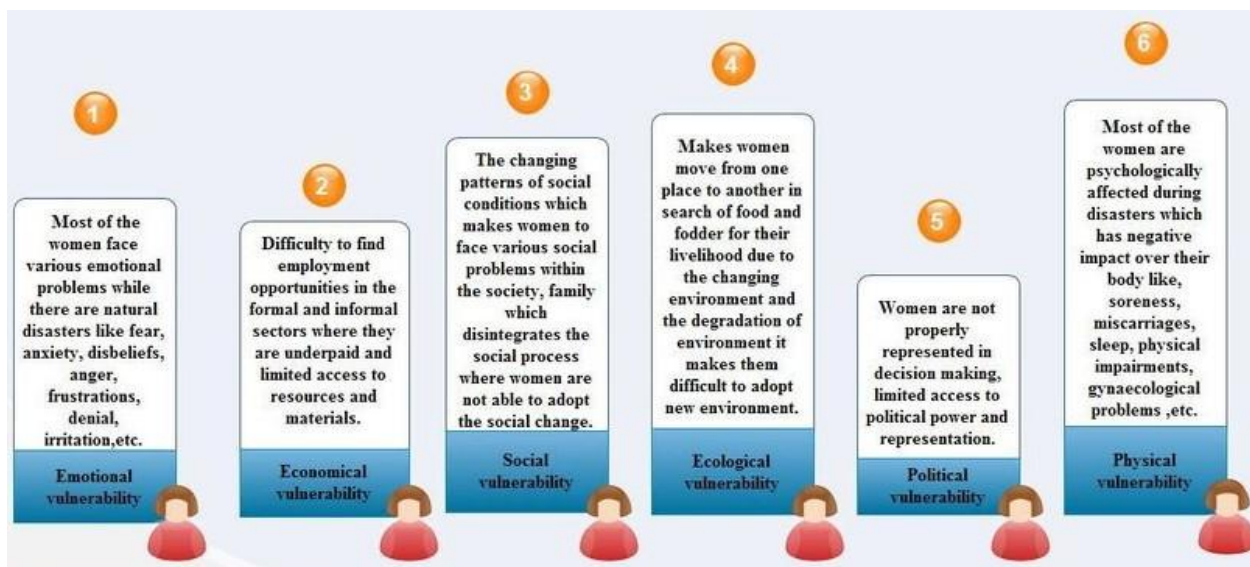 1
Most of the
women face
various emotional
problems while
there are natural
disasters like fear,
anxiety, disbeliefs,
anger,
frustrations,
denial,
irritation,etc.
Emotional
vulnerability
2
Difficulty to find
employment
opportunities in the
formal and informal
sectors where they
are underpaid and
limited access to
resources and
materials.
Economical
vulnerability
3
The changing
patterns of social
conditions which
makes women to
face various social
problems within
the society, family
which
disintegrates the
social process
where women are
not able to adopt
the social change.
Social
vulnerability
4
Makes women
move from one
place to another in
search of food and
fodder for their
livelihood due to
the changing
environment and
the degradation of
environment it
makes them
difficult to adopt
new environment.
Ecological
vulnerability
5
Women are not
properly
represented in
decision making,
limited access to
political power and
representation.
Political
vulnerability
6
Most of the
women are
psychologically
affected during
disasters which
has negative
impact over their
body like,
soreness,
miscarriages,
sleep, physical
impairments,
gynaecological
problems ,etc.
Physical
vulnerability